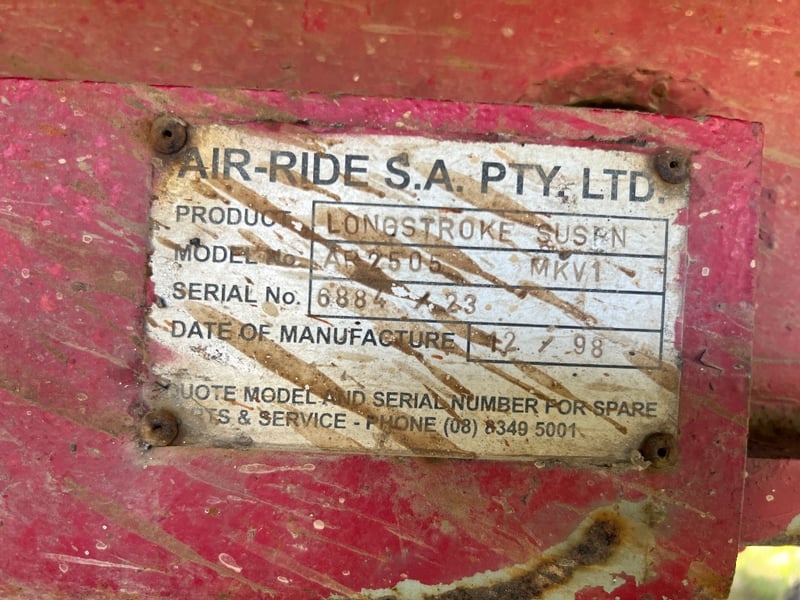 AIR-RIDE S.A. PTY. LTD.
PRODUCT LONGSTROKE SUSPN
MODEL No. AR2505 MKV1
SERIAL No. 6884 / 23
DATE OF MANUFACTURE 12 / 98
QUOTE MODEL AND SERIAL NUMBER FOR SPARE
PARTS & SERVICE - PHONE (08) 8349 5001